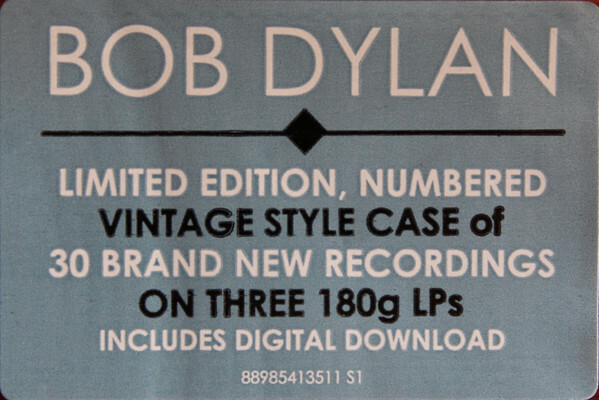 BOB DYLAN
LIMITED EDITION, NUMBERED
VINTAGE STYLE CASE of
30 BRAND NEW RECORDINGS
ON THREE 180g LPs
INCLUDES DIGITAL DOWNLOAD
88985413511 S1